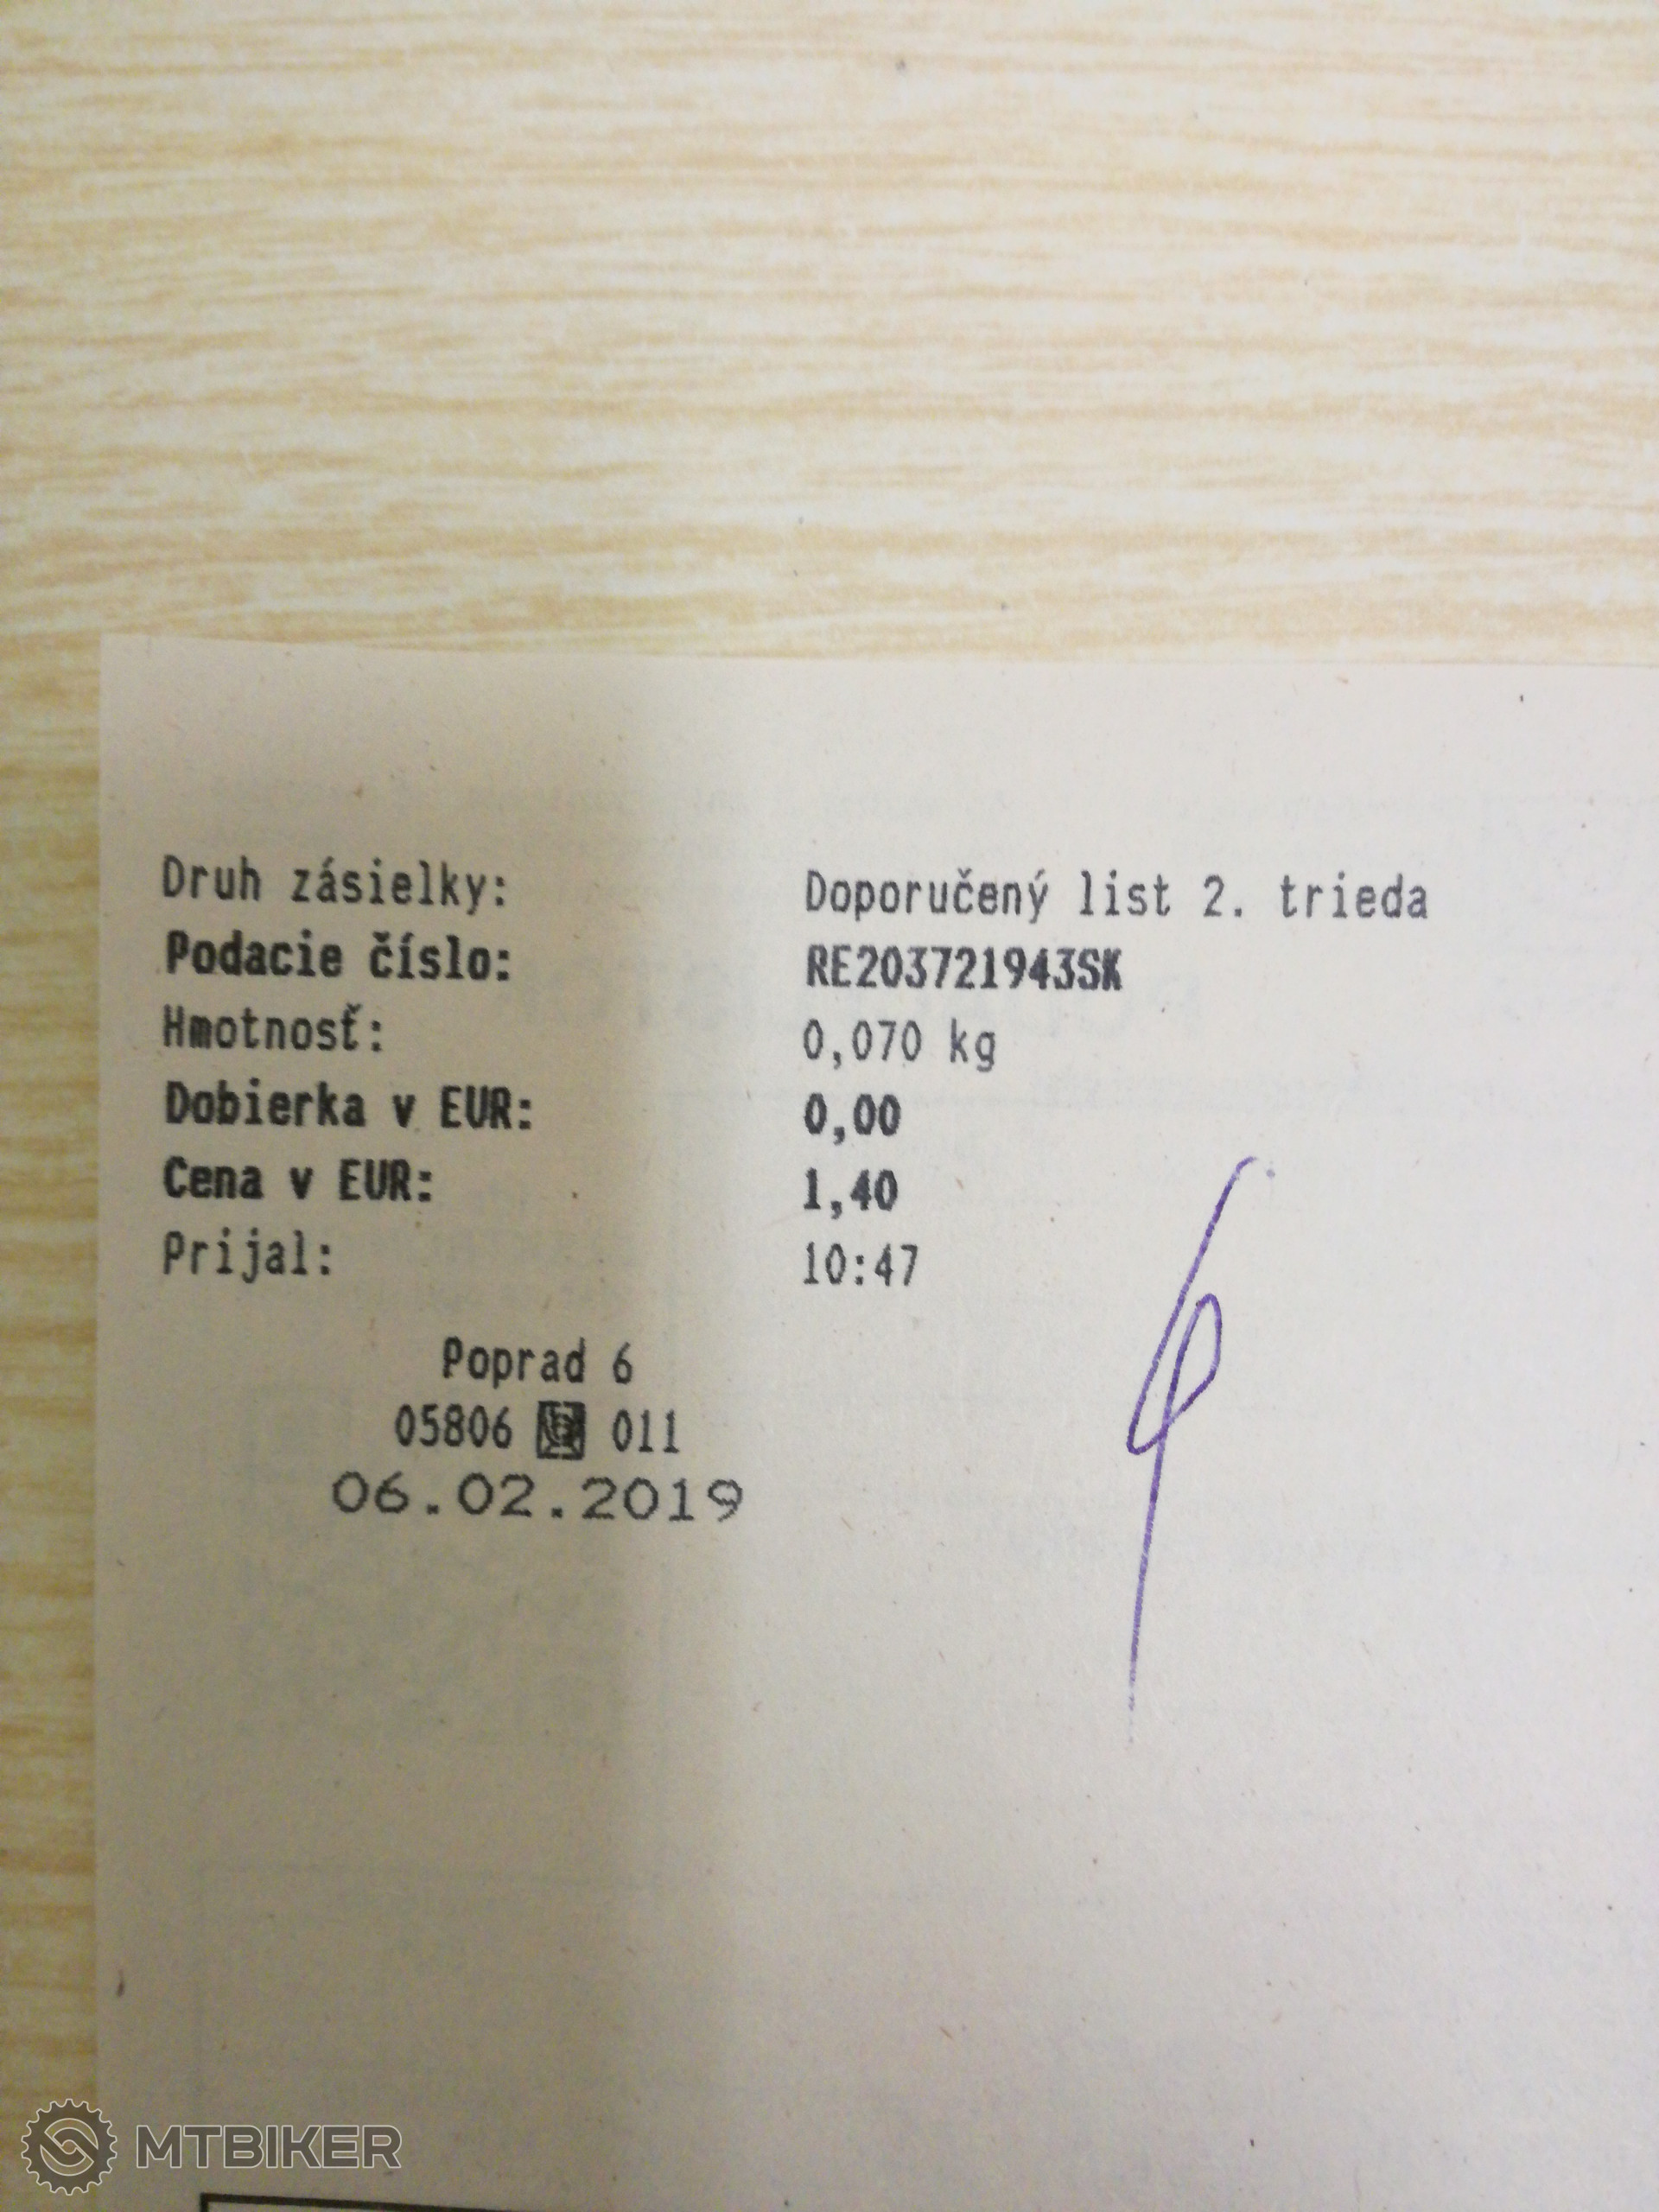 Druh zásielky: Doporučený list 2. trieda
Podacie číslo: RE203721943SK
Hmotnosť: 0,070 kg
Dobierka v EUR: 0,00
Cena v EUR: 1,40
Prijal: 10:47
Poprad 6
05806 011
06.02.2019
MTBIKER